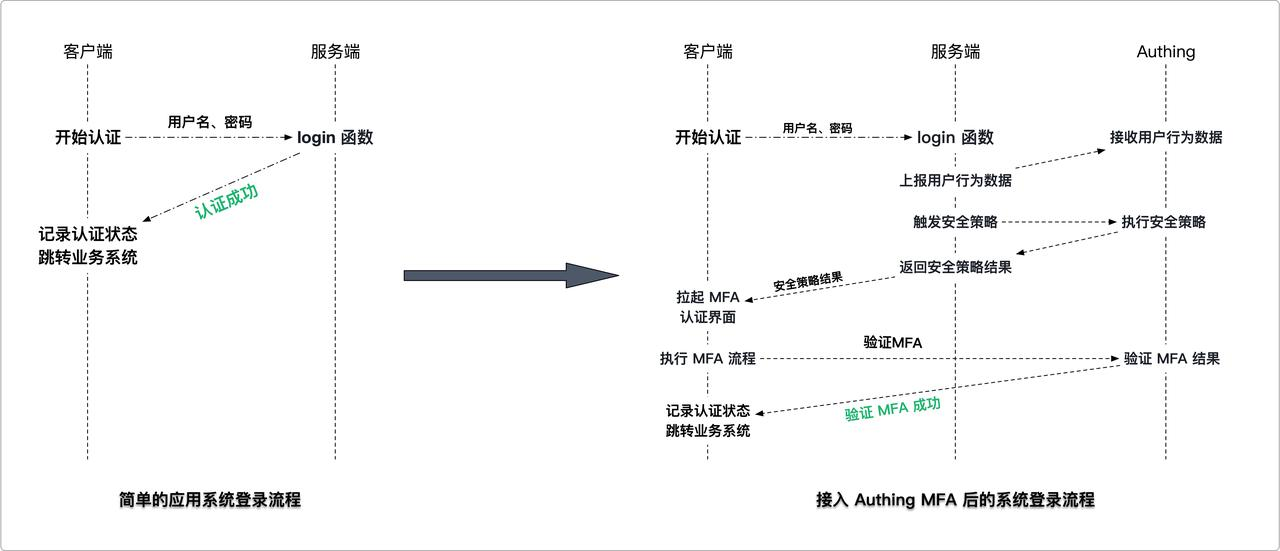 客户端
服务端
用户名、密码
开始认证
login 函数
认证成功
记录认证状态
跳转业务系统
简单的应用系统登录流程
客户端
服务端
Authing
用户名、密码
开始认证
login 函数
接收用户行为数据
上报用户行为数据
触发安全策略
执行安全策略
返回安全策略结果
安全策略结果
拉起 MFA
认证界面
验证MFA
执行 MFA 流程
验证 MFA 结果
验证 MFA 成功
记录认证状态
跳转业务系统
接入 Authing MFA 后的系统登录流程